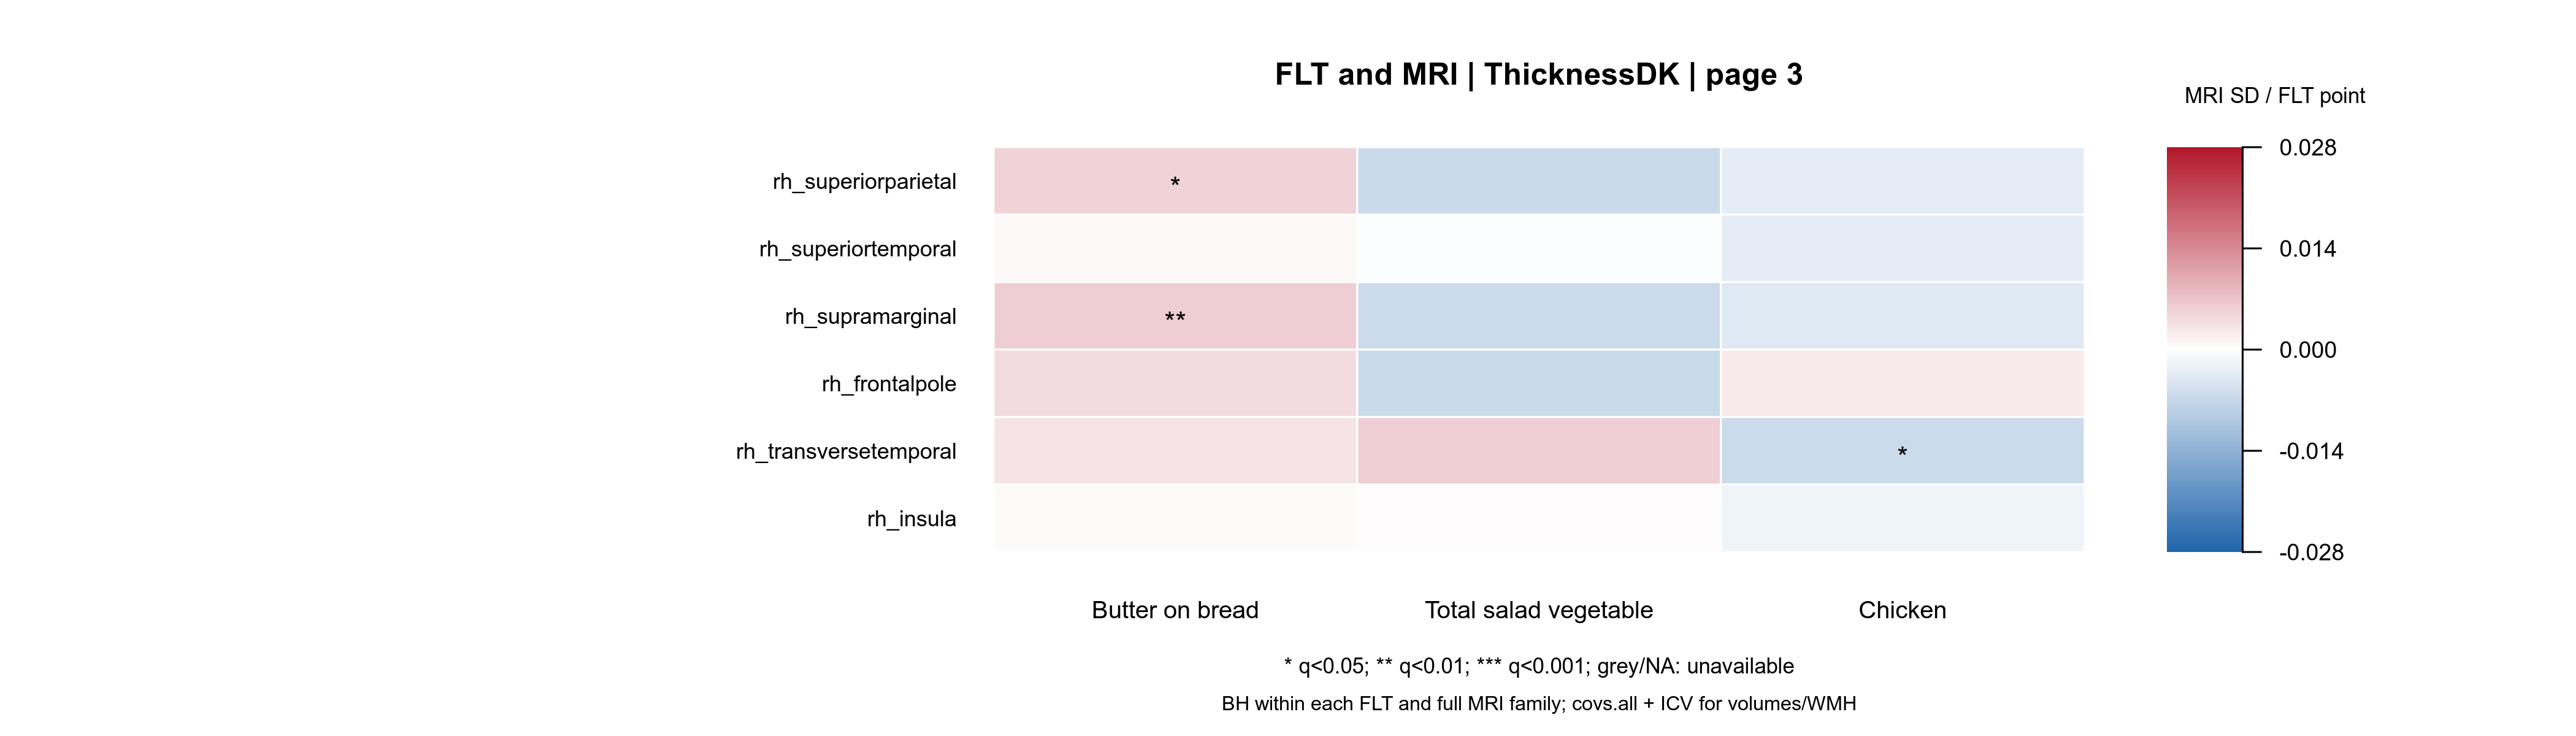 FLT and MRI | ThicknessDK | page 3
MRI SD / FLT point
rh_superiorparietal
*
rh_superiortemporal
rh_supramarginal
**
rh_frontalpole
rh_transversetemporal
*
rh_insula
0.028
0.014
0.000
-0.014
-0.028
Butter on bread
Total salad vegetable
Chicken
* q<0.05; ** q<0.01; *** q<0.001; grey/NA: unavailable
BH within each FLT and full MRI family; covs.all + ICV for volumes/WMH